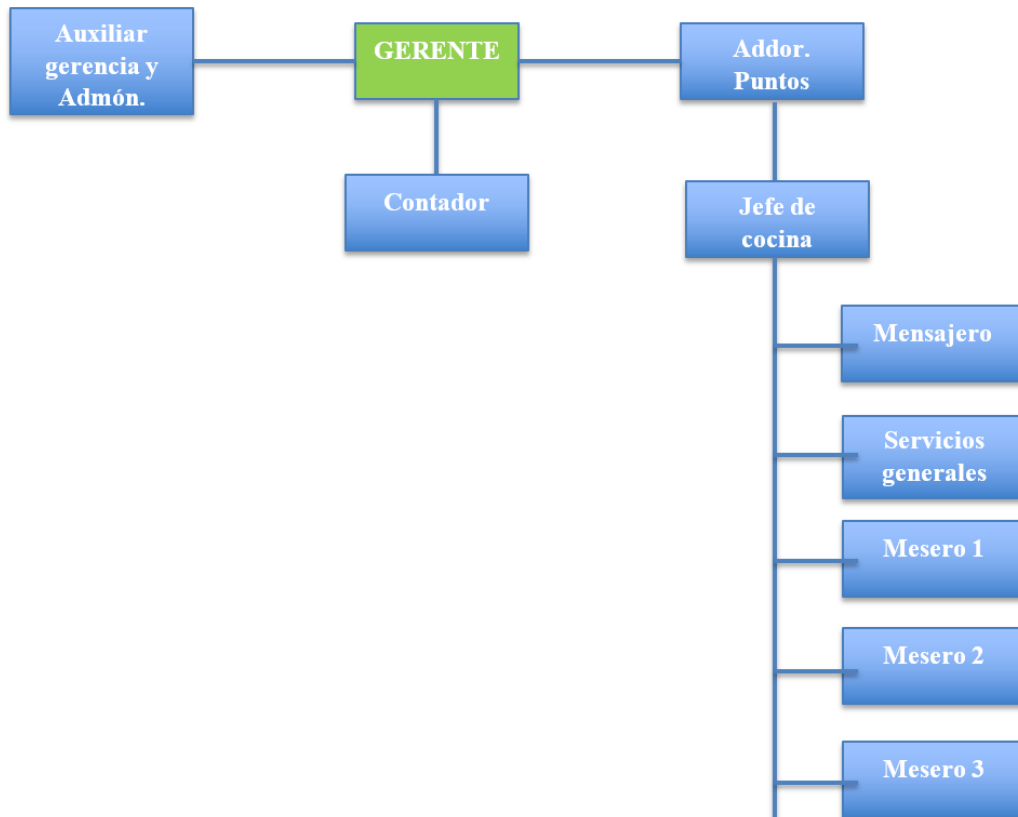 Auxiliar
gerencia y
Admón.
GERENTE
Addor.
Puntos
Contador
Jefe de
cocina
Mensajero
Servicios
generales
Mesero 1
Mesero 2
Mesero 3